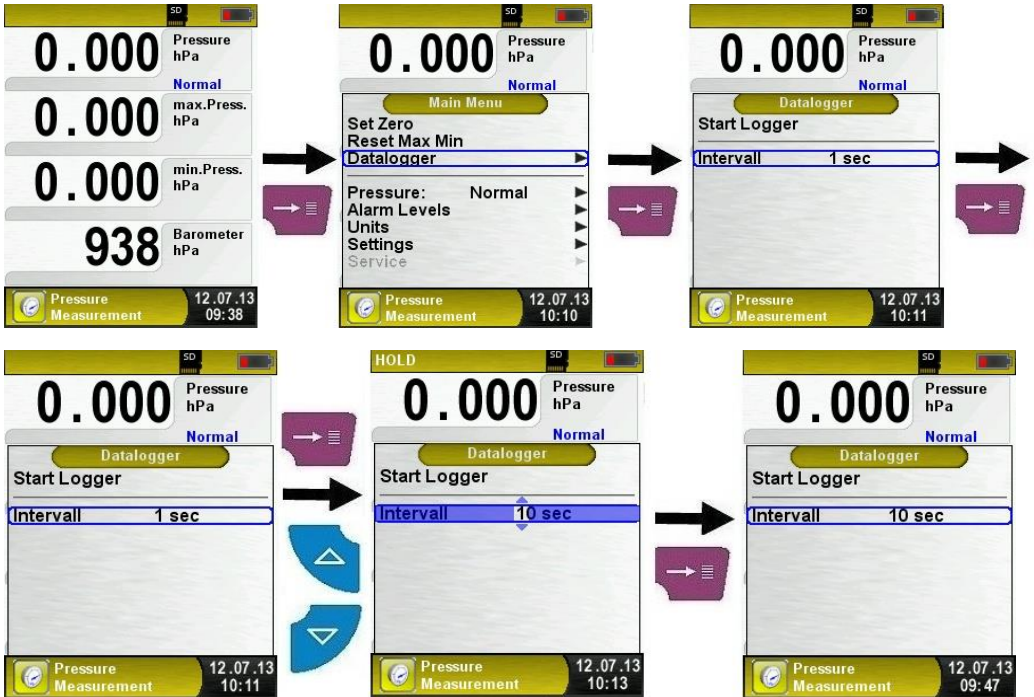 SD
0.000 Pressure
hPa
Normal
0.000 max.Press.
hPa
0.000 min.Press.
hPa
938 Barometer
hPa
Pressure 12.07.13
Measurement 09:38
SD
0.000 Pressure
hPa
Normal
Main Menu
Set Zero
Reset Max Min
Datalogger
Pressure: Normal
Alarm Levels
Units
Settings
Service
Pressure 12.07.13
Measurement 10:10
SD
0.000 Pressure
hPa
Normal
Datalogger
Start Logger
Intervall 1 sec
Pressure 12.07.13
Measurement 10:11
SD
0.000 Pressure
hPa
Normal
Datalogger
Start Logger
Intervall 1 sec
Pressure 12.07.13
Measurement 10:11
HOLD SD
0.000 Pressure
hPa
Normal
Datalogger
Start Logger
Intervall 10 sec
Pressure 12.07.13
Measurement 10:13
SD
0.000 Pressure
hPa
Normal
Datalogger
Start Logger
Intervall 10 sec
Pressure 12.07.13
Measurement 09:47